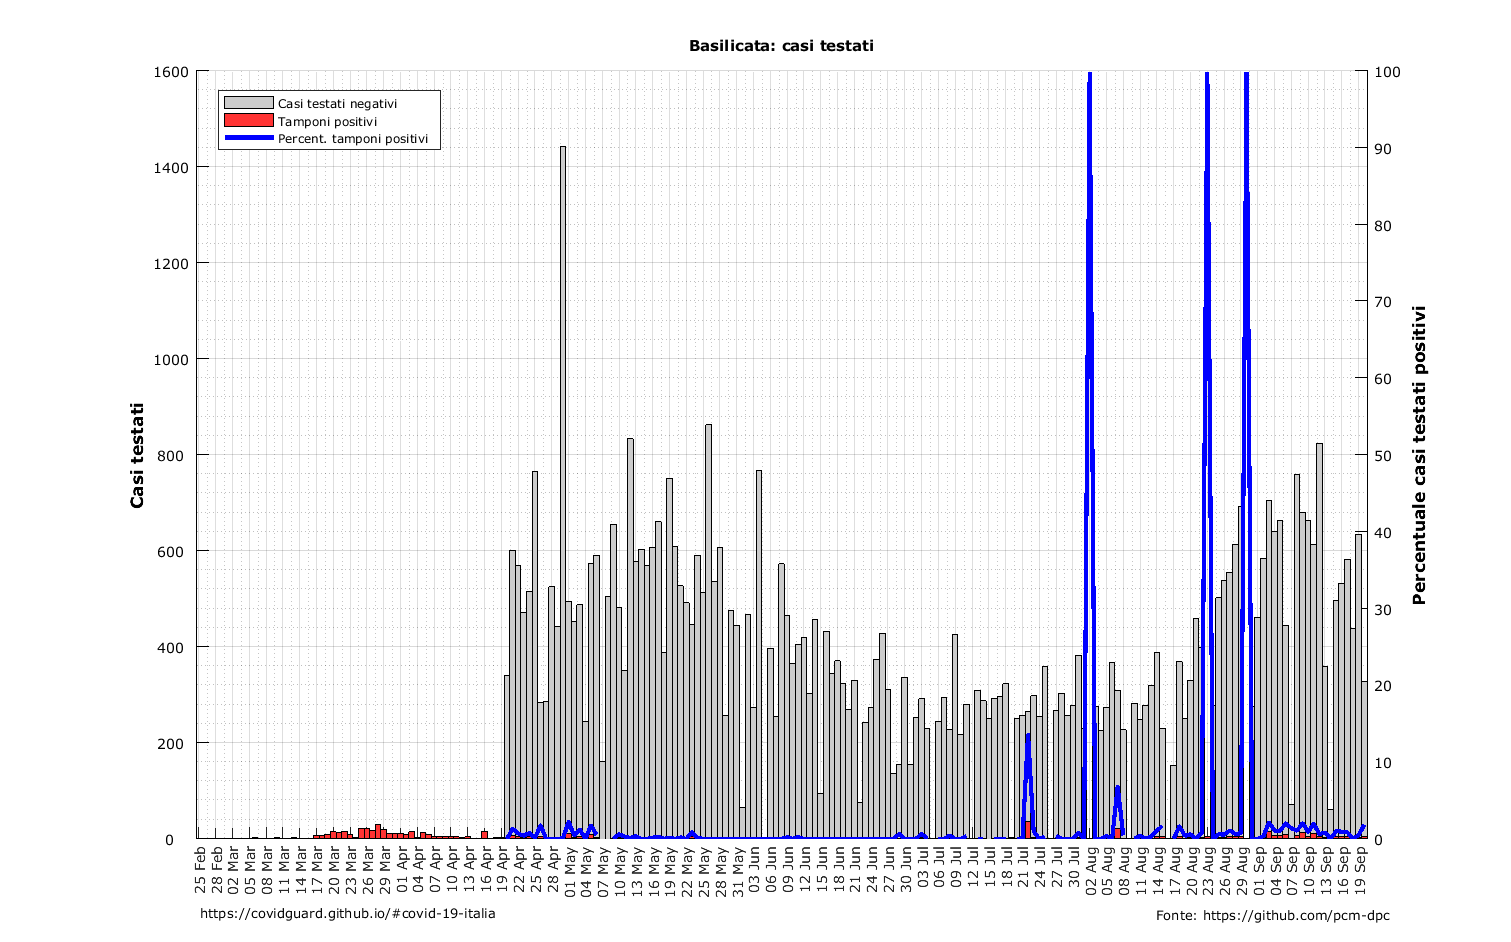 Basilicata: casi testati
Casi testati negativi
Tamponi positivi
Percent. tamponi positivi
Casi testati
1600
1400
1200
1000
800
600
400
200
0
100
90
80
70
60
50
40
30
20
10
0
Percentuale casi testati positivi
25 Feb
28 Feb
02 Mar
05 Mar
08 Mar
11 Mar
14 Mar
17 Mar
20 Mar
23 Mar
26 Mar
29 Mar
01 Apr
04 Apr
07 Apr
10 Apr
13 Apr
16 Apr
19 Apr
22 Apr
25 Apr
28 Apr
01 May
04 May
07 May
10 May
13 May
16 May
19 May
22 May
25 May
28 May
31 May
03 Jun
06 Jun
09 Jun
12 Jun
15 Jun
18 Jun
21 Jun
24 Jun
27 Jun
30 Jun
03 Jul
06 Jul
09 Jul
12 Jul
15 Jul
18 Jul
21 Jul
24 Jul
27 Jul
30 Jul
02 Aug
05 Aug
08 Aug
11 Aug
14 Aug
17 Aug
20 Aug
23 Aug
26 Aug
29 Aug
01 Sep
04 Sep
07 Sep
10 Sep
13 Sep
16 Sep
19 Sep
https://covidguard.github.io/#covid-19-italia
Fonte: https://github.com/pcm-dpc